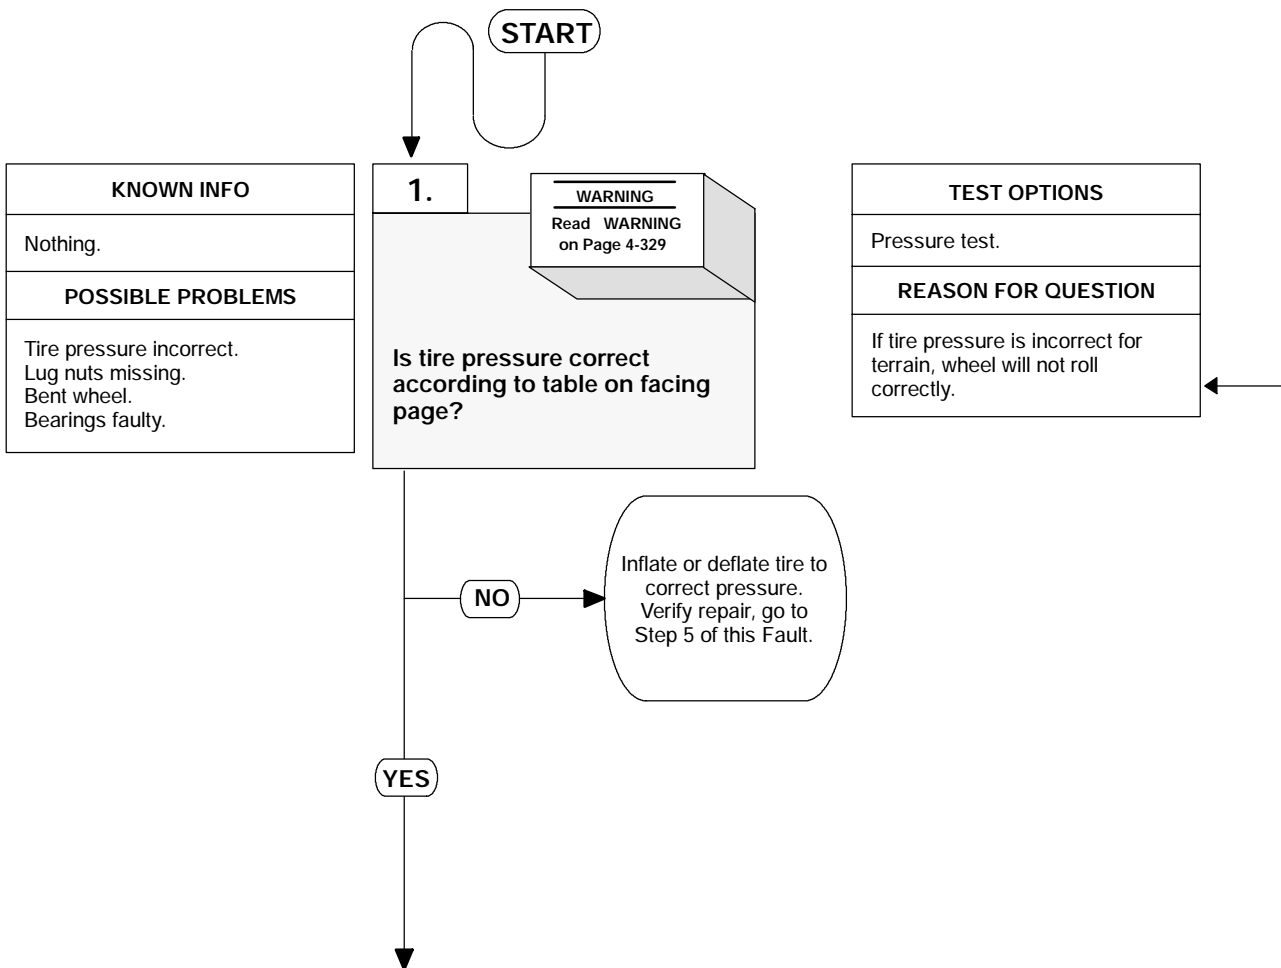 START
KNOWN INFO
Nothing.
POSSIBLE PROBLEMS
Tire pressure incorrect.
Lug nuts missing.
Bent wheel.
Bearings faulty.
1.
WARNING
Read WARNING
on Page 4-329
Is tire pressure correct
according to table on facing
page?
TEST OPTIONS
Pressure test.
REASON FOR QUESTION
If tire pressure is incorrect for
terrain, wheel will not roll
correctly.
NO
Inflate or deflate tire to
correct pressure.
Verify repair, go to
Step 5 of this Fault.
YES